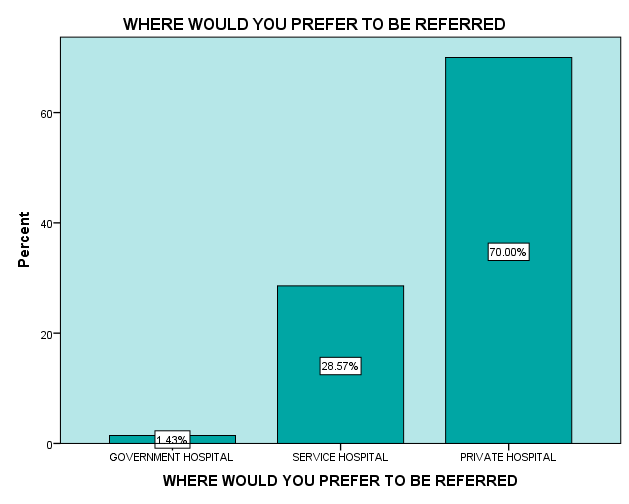 WHERE WOULD YOU PREFER TO BE REFERRED
Percent
60
40
20
0
70.00%
28.57%
1.43%
GOVERNMENT HOSPITAL
SERVICE HOSPITAL
PRIVATE HOSPITAL
WHERE WOULD YOU PREFER TO BE REFERRED